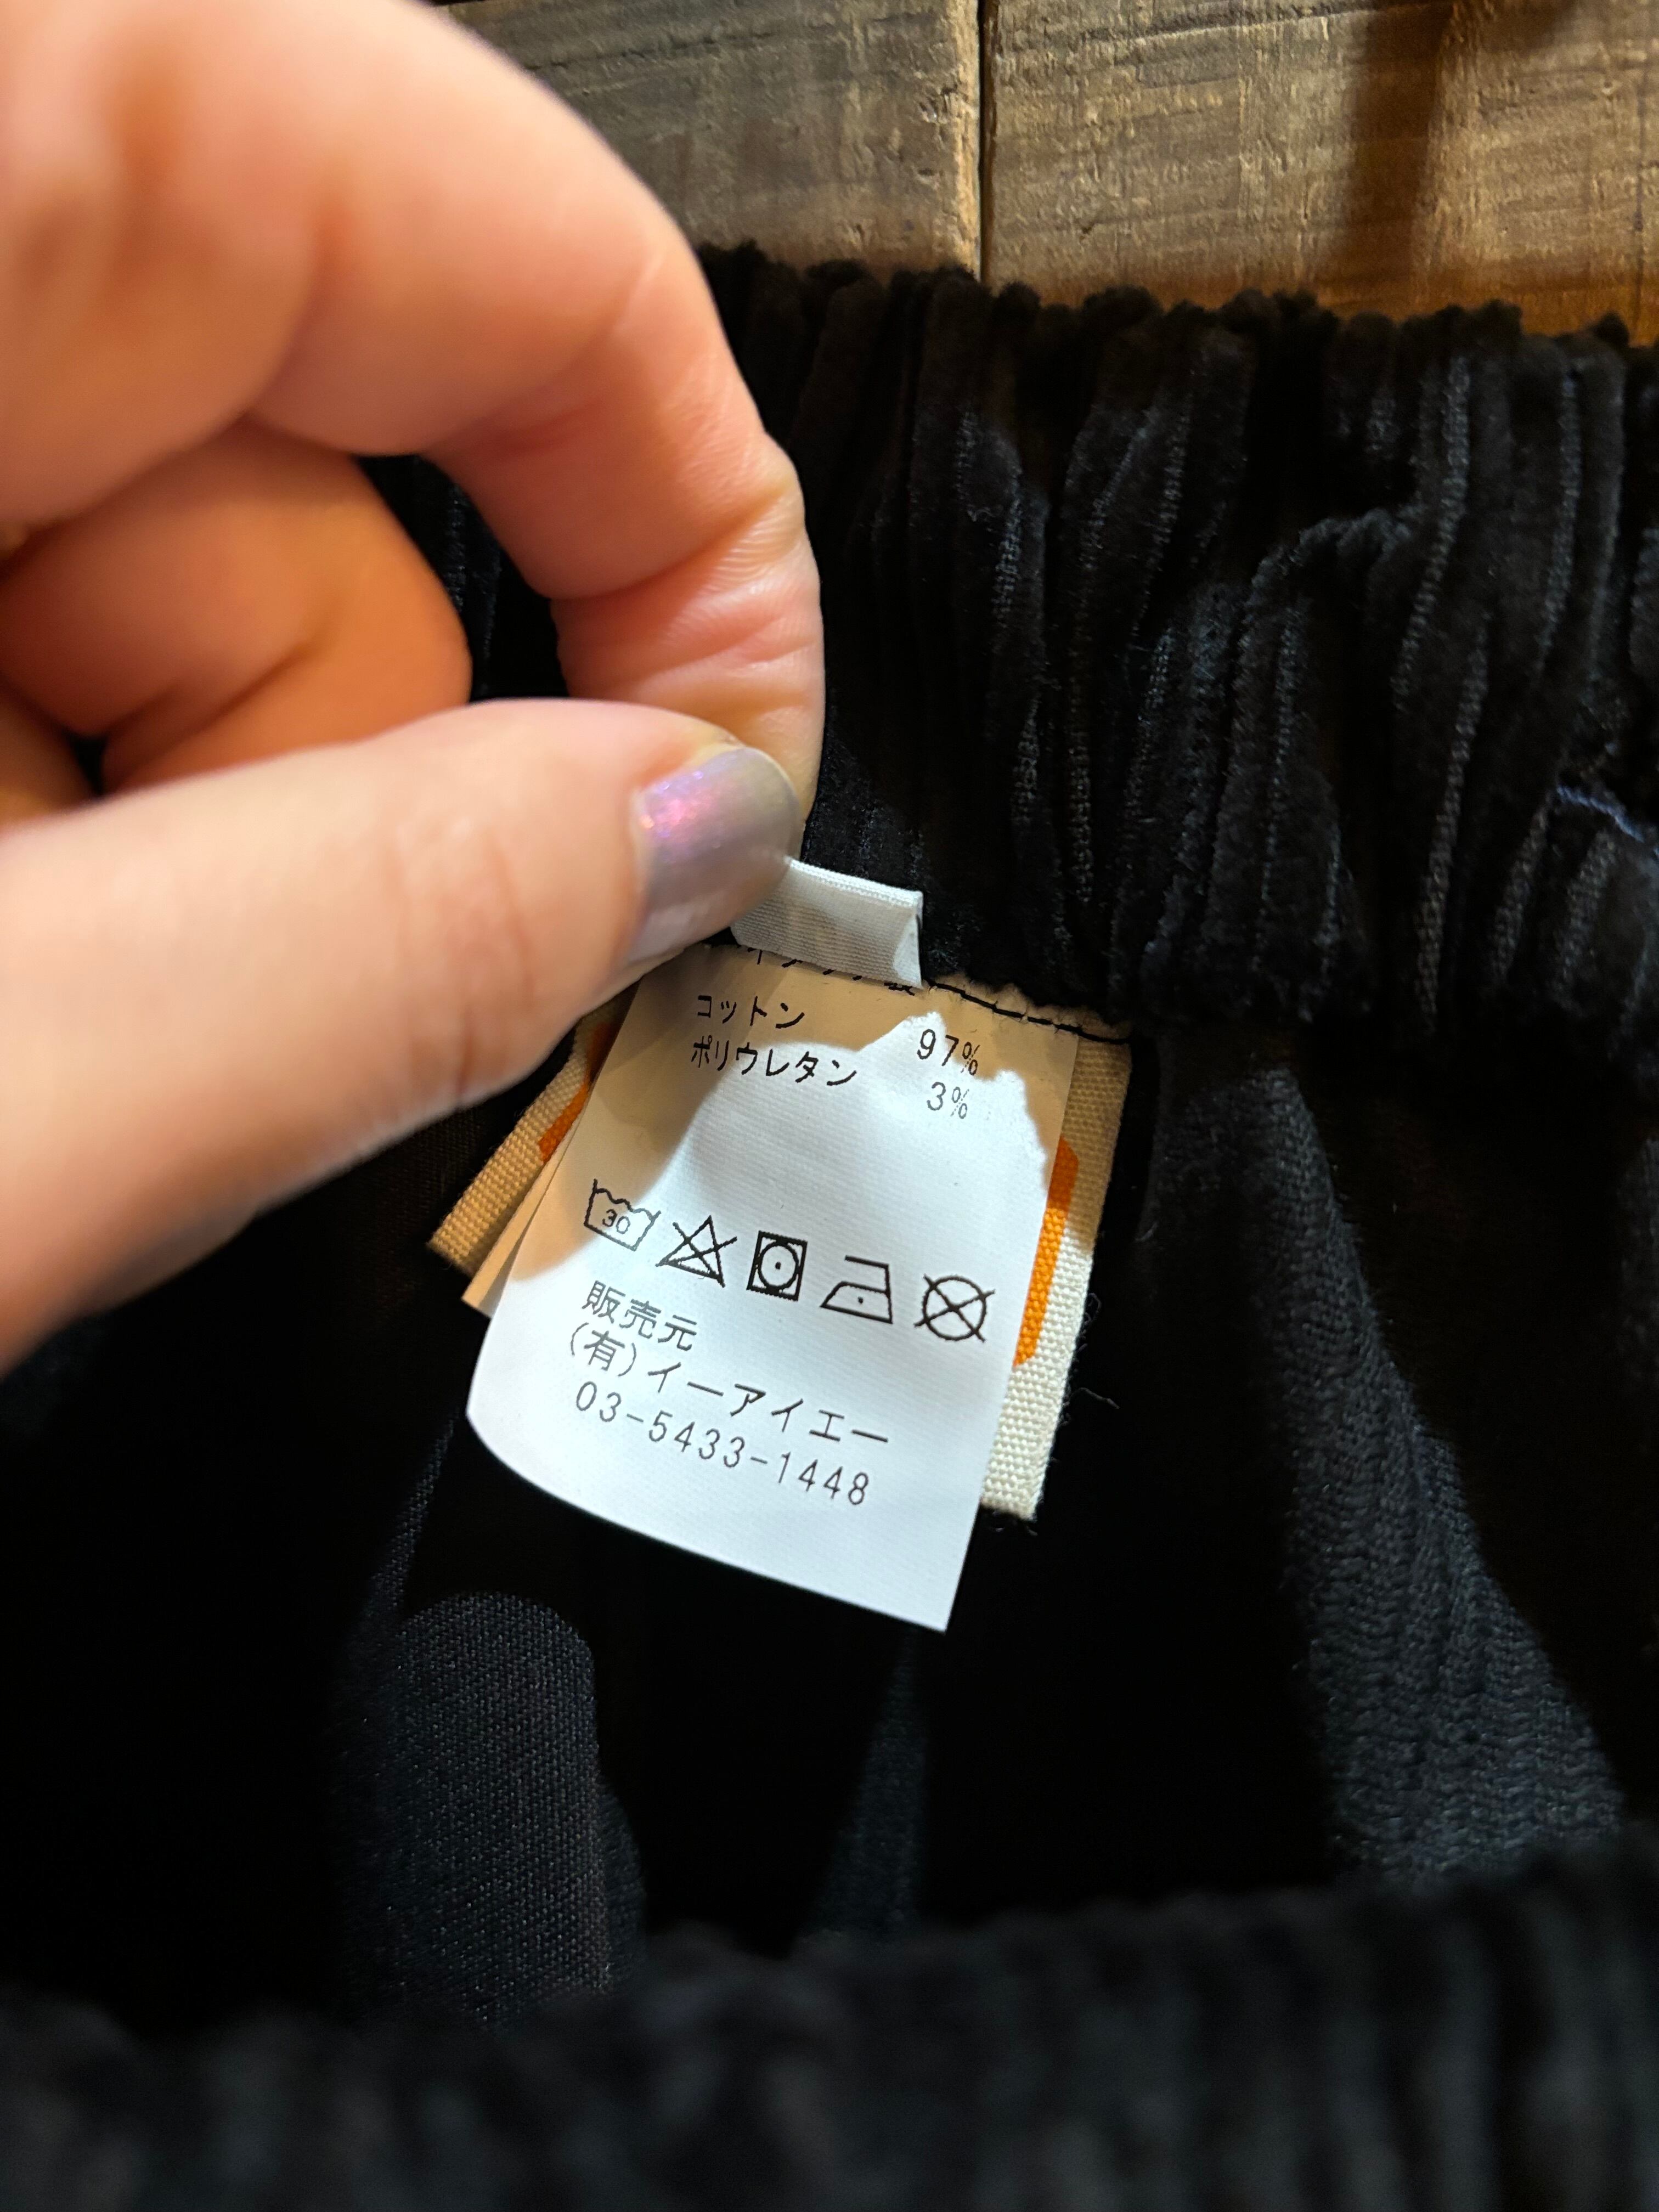 コットン 97%
ポリウレタン 3%
30
販売元
(有)イーアイエー
03-5433-1448